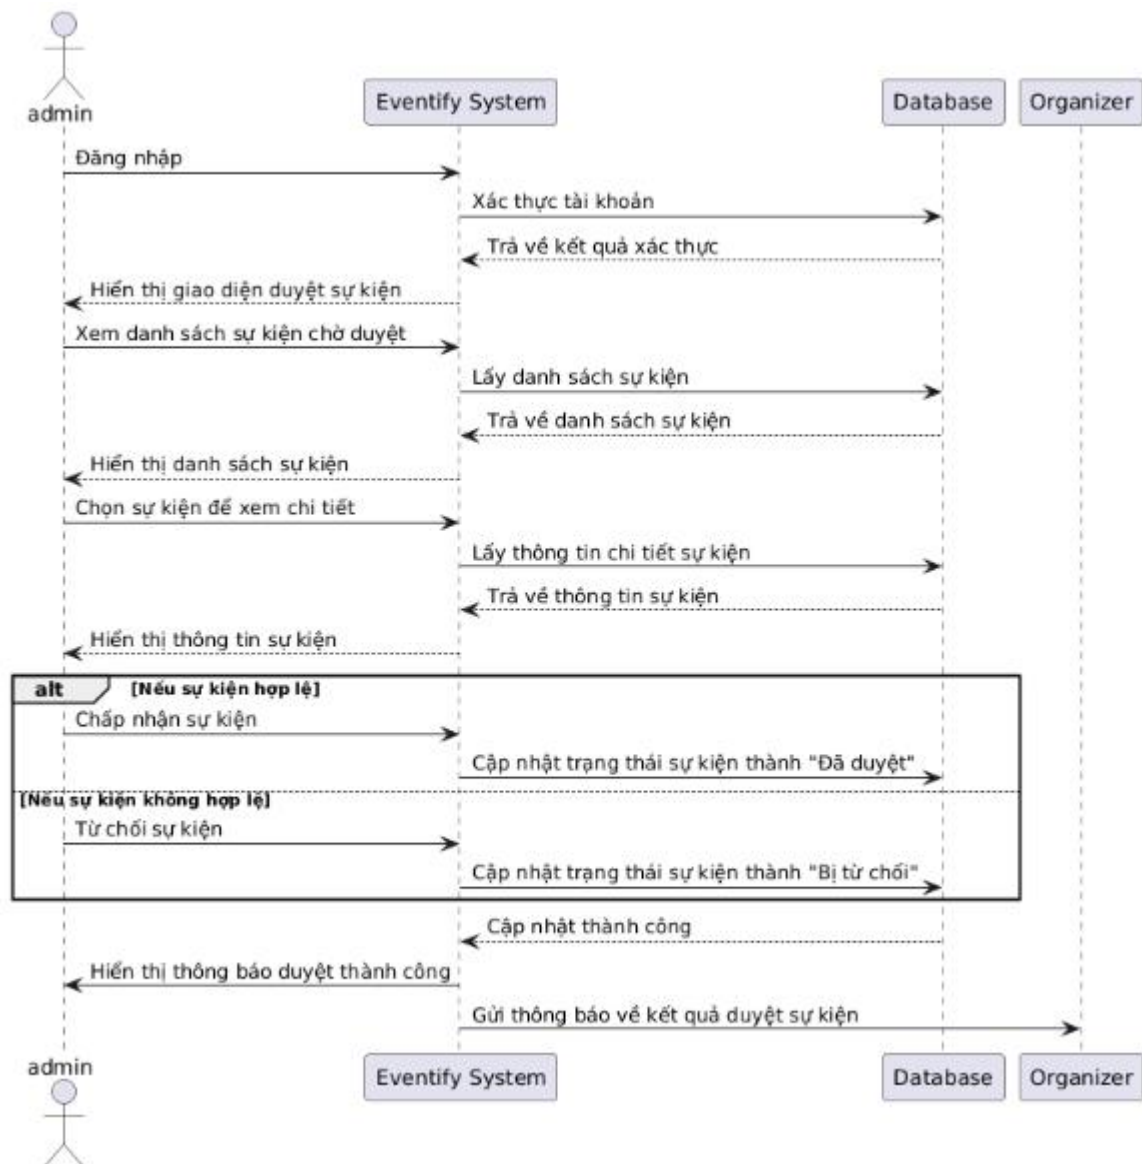 admin
Eventify System
Database
Organizer
Đăng nhập
Xác thực tài khoản
Trả về kết quả xác thực
Hiển thị giao diện duyệt sự kiện
Xem danh sách sự kiện chờ duyệt
Lấy danh sách sự kiện
Trả về danh sách sự kiện
Hiển thị danh sách sự kiện
Chọn sự kiện để xem chi tiết
Lấy thông tin chi tiết sự kiện
Trả về thông tin sự kiện
Hiển thị thông tin sự kiện
alt [Nếu sự kiện hợp lệ]
Chấp nhận sự kiện
Cập nhật trạng thái sự kiện thành "Đã duyệt"
[Nếu sự kiện không hợp lệ]
Từ chối sự kiện
Cập nhật trạng thái sự kiện thành "Bị từ chối"
Cập nhật thành công
Hiển thị thông báo duyệt thành công
Gửi thông báo về kết quả duyệt sự kiện
admin
Eventify System
Database
Organizer